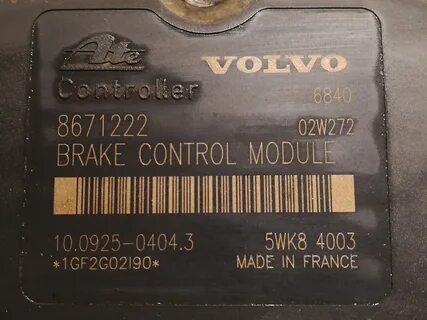 Ate VOLVO
Controller 6840
8671222 02W272
BRAKE CONTROL MODULE
10.0925-0404.3 5WK8 4003
*1GF2G02I90* MADE IN FRANCE